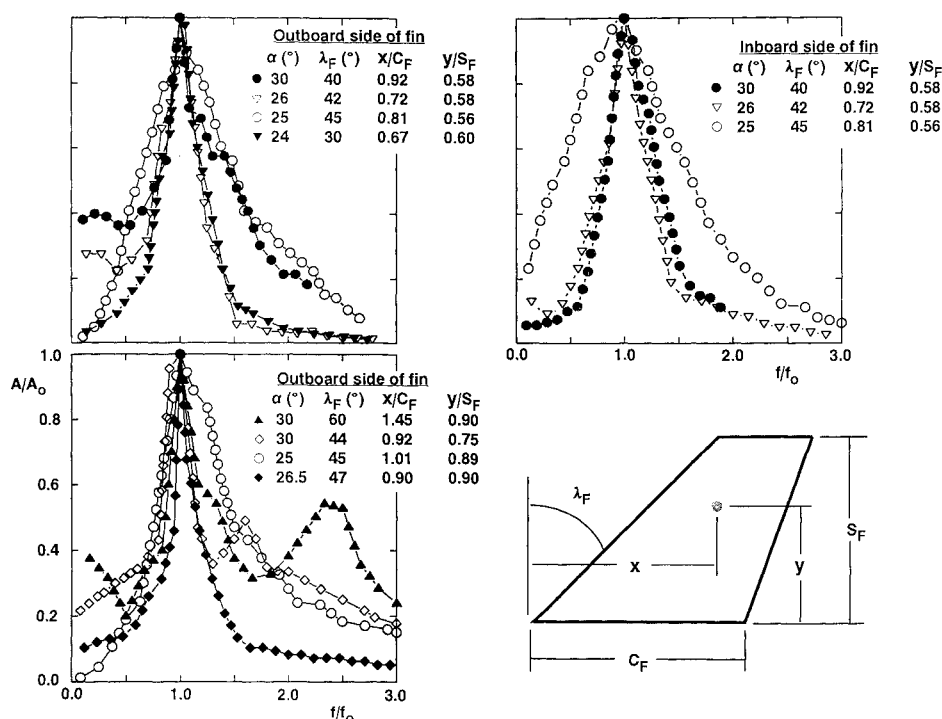 Outboard side of fin
α (°) λF (°) x/CF y/SF
30 40 0.92 0.58
26 42 0.72 0.58
25 45 0.81 0.56
24 30 0.67 0.60
Inboard side of fin
α (°) λF (°) x/CF y/SF
30 40 0.92 0.58
26 42 0.72 0.58
25 45 0.81 0.56
0.0 1.0 2.0 3.0
f/fo
A/Ao
1.0
0.8
0.6
0.4
0.2
0.0
Outboard side of fin
α (°) λF (°) x/CF y/SF
30 60 1.45 0.90
30 44 0.92 0.75
25 45 1.01 0.89
26.5 47 0.90 0.90
0.0 1.0 2.0 3.0
f/fo
λF
x
y
SF
CF